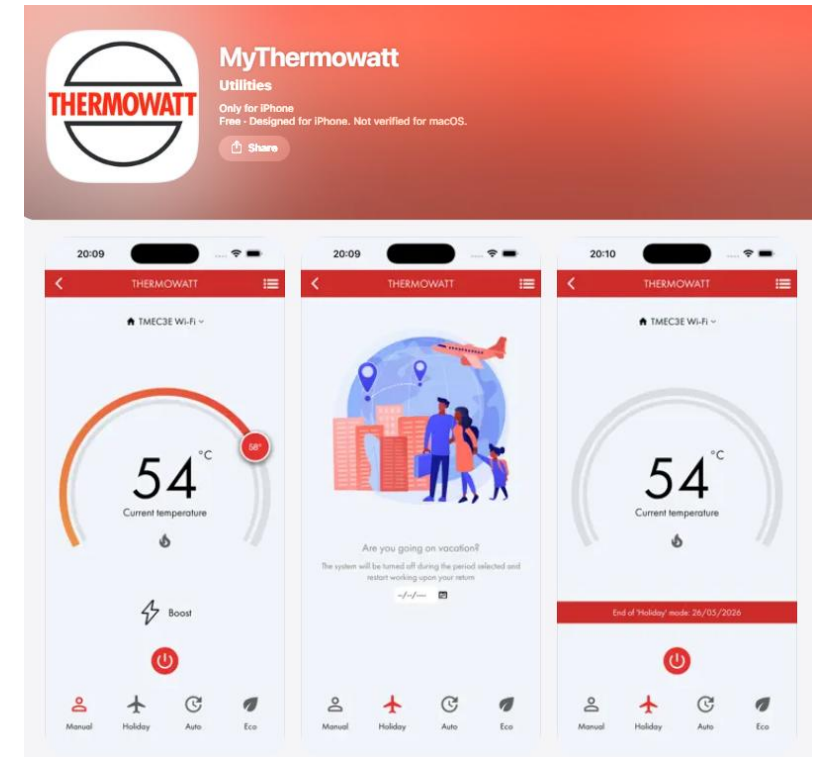 THERMOWATT
MyThermowatt
Utilities
Only for iPhone
Free · Designed for iPhone. Not verified for macOS.
Share
20:09
THERMOWATT
TMEC3E Wi-Fi
58°
54 °C
Current temperature
Boost
Manual Holiday Auto Eco
20:09
THERMOWATT
Are you going on vacation?
The system will be turned off during the period selected and
restart working upon your return
--/--/----
Manual Holiday Auto Eco
20:10
THERMOWATT
TMEC3E Wi-Fi
54 °C
Current temperature
End of 'Holiday' mode: 26/05/2026
Manual Holiday Auto Eco